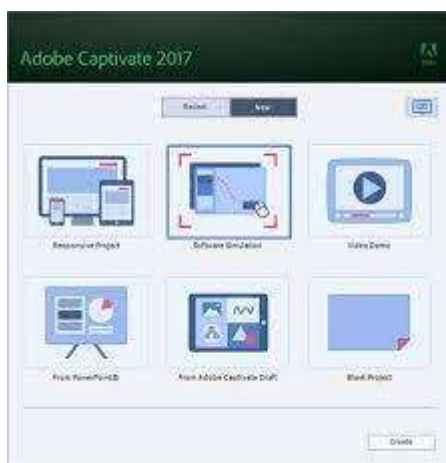 Adobe Captivate 2017
Adobe
Recent New
Responsive Project Software Simulation Video Demo
From PowerPoint From Adobe Captivate Draft Blank Project
Create